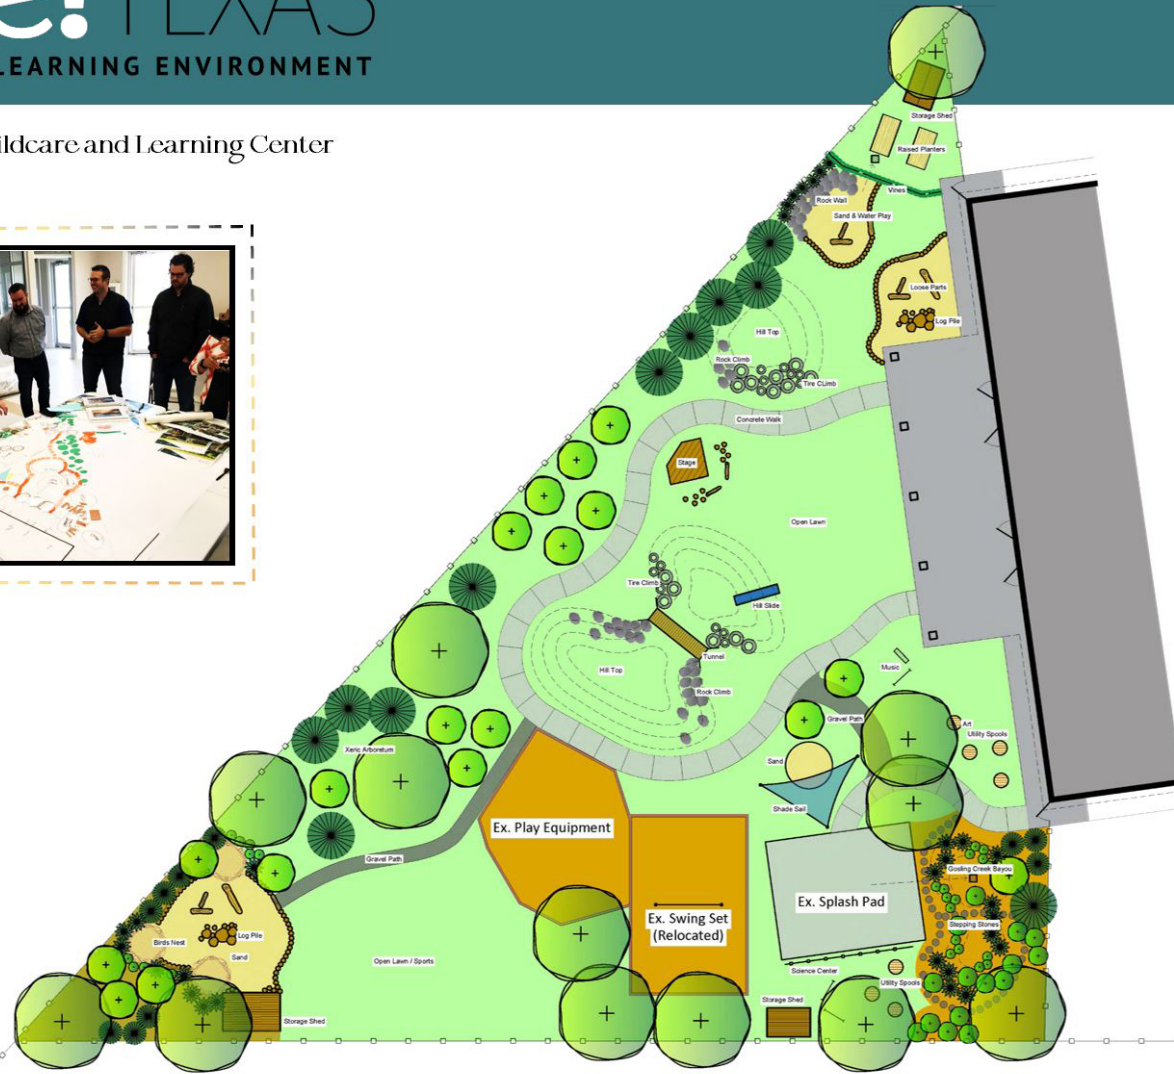 e! TEXAS
LEARNING ENVIRONMENT
ildcare and Learning Center
Storage Shed
Raised Planters
Vines
Rock Wall
Sand & Water Play
Loose Parts
Log Pile
Hill Top
Rock Climb
Tire CLimb
Concrete Walk
Stage
Open Lawn
Tire Climb
Hill Slide
Tunnel
Hill Top
Rock Climb
Music
Gravel Path
Art
Utility Spools
Xeric Arboretum
Sand
Shade Sail
Ex. Play Equipment
Gravel Path
Gosling Creek Bayou
Ex. Splash Pad
Ex. Swing Set
(Relocated)
Stepping Stones
Log Pile
Birds Nest
Sand
Open Lawn / Sports
Science Center
Utility Spools
Storage Shed
Storage Shed